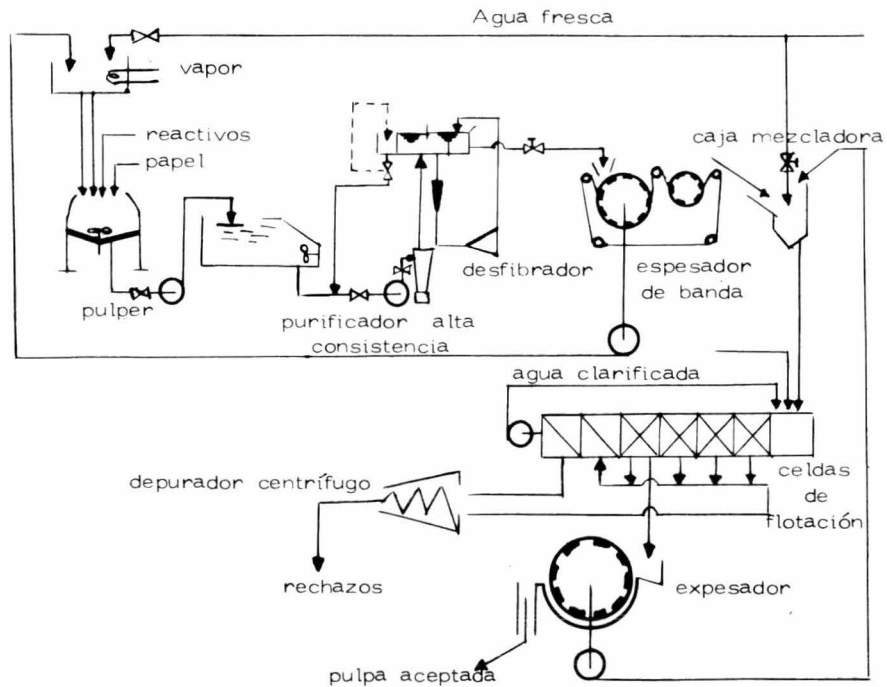 Agua fresca
vapor
reactivos
papel
caja mezcladora
pulper
purificador alta
consistencia
desfibrador
espesador
de banda
agua clarificada
depurador centrífugo
celdas
de
flotación
rechazos
expesador
pulpa aceptada